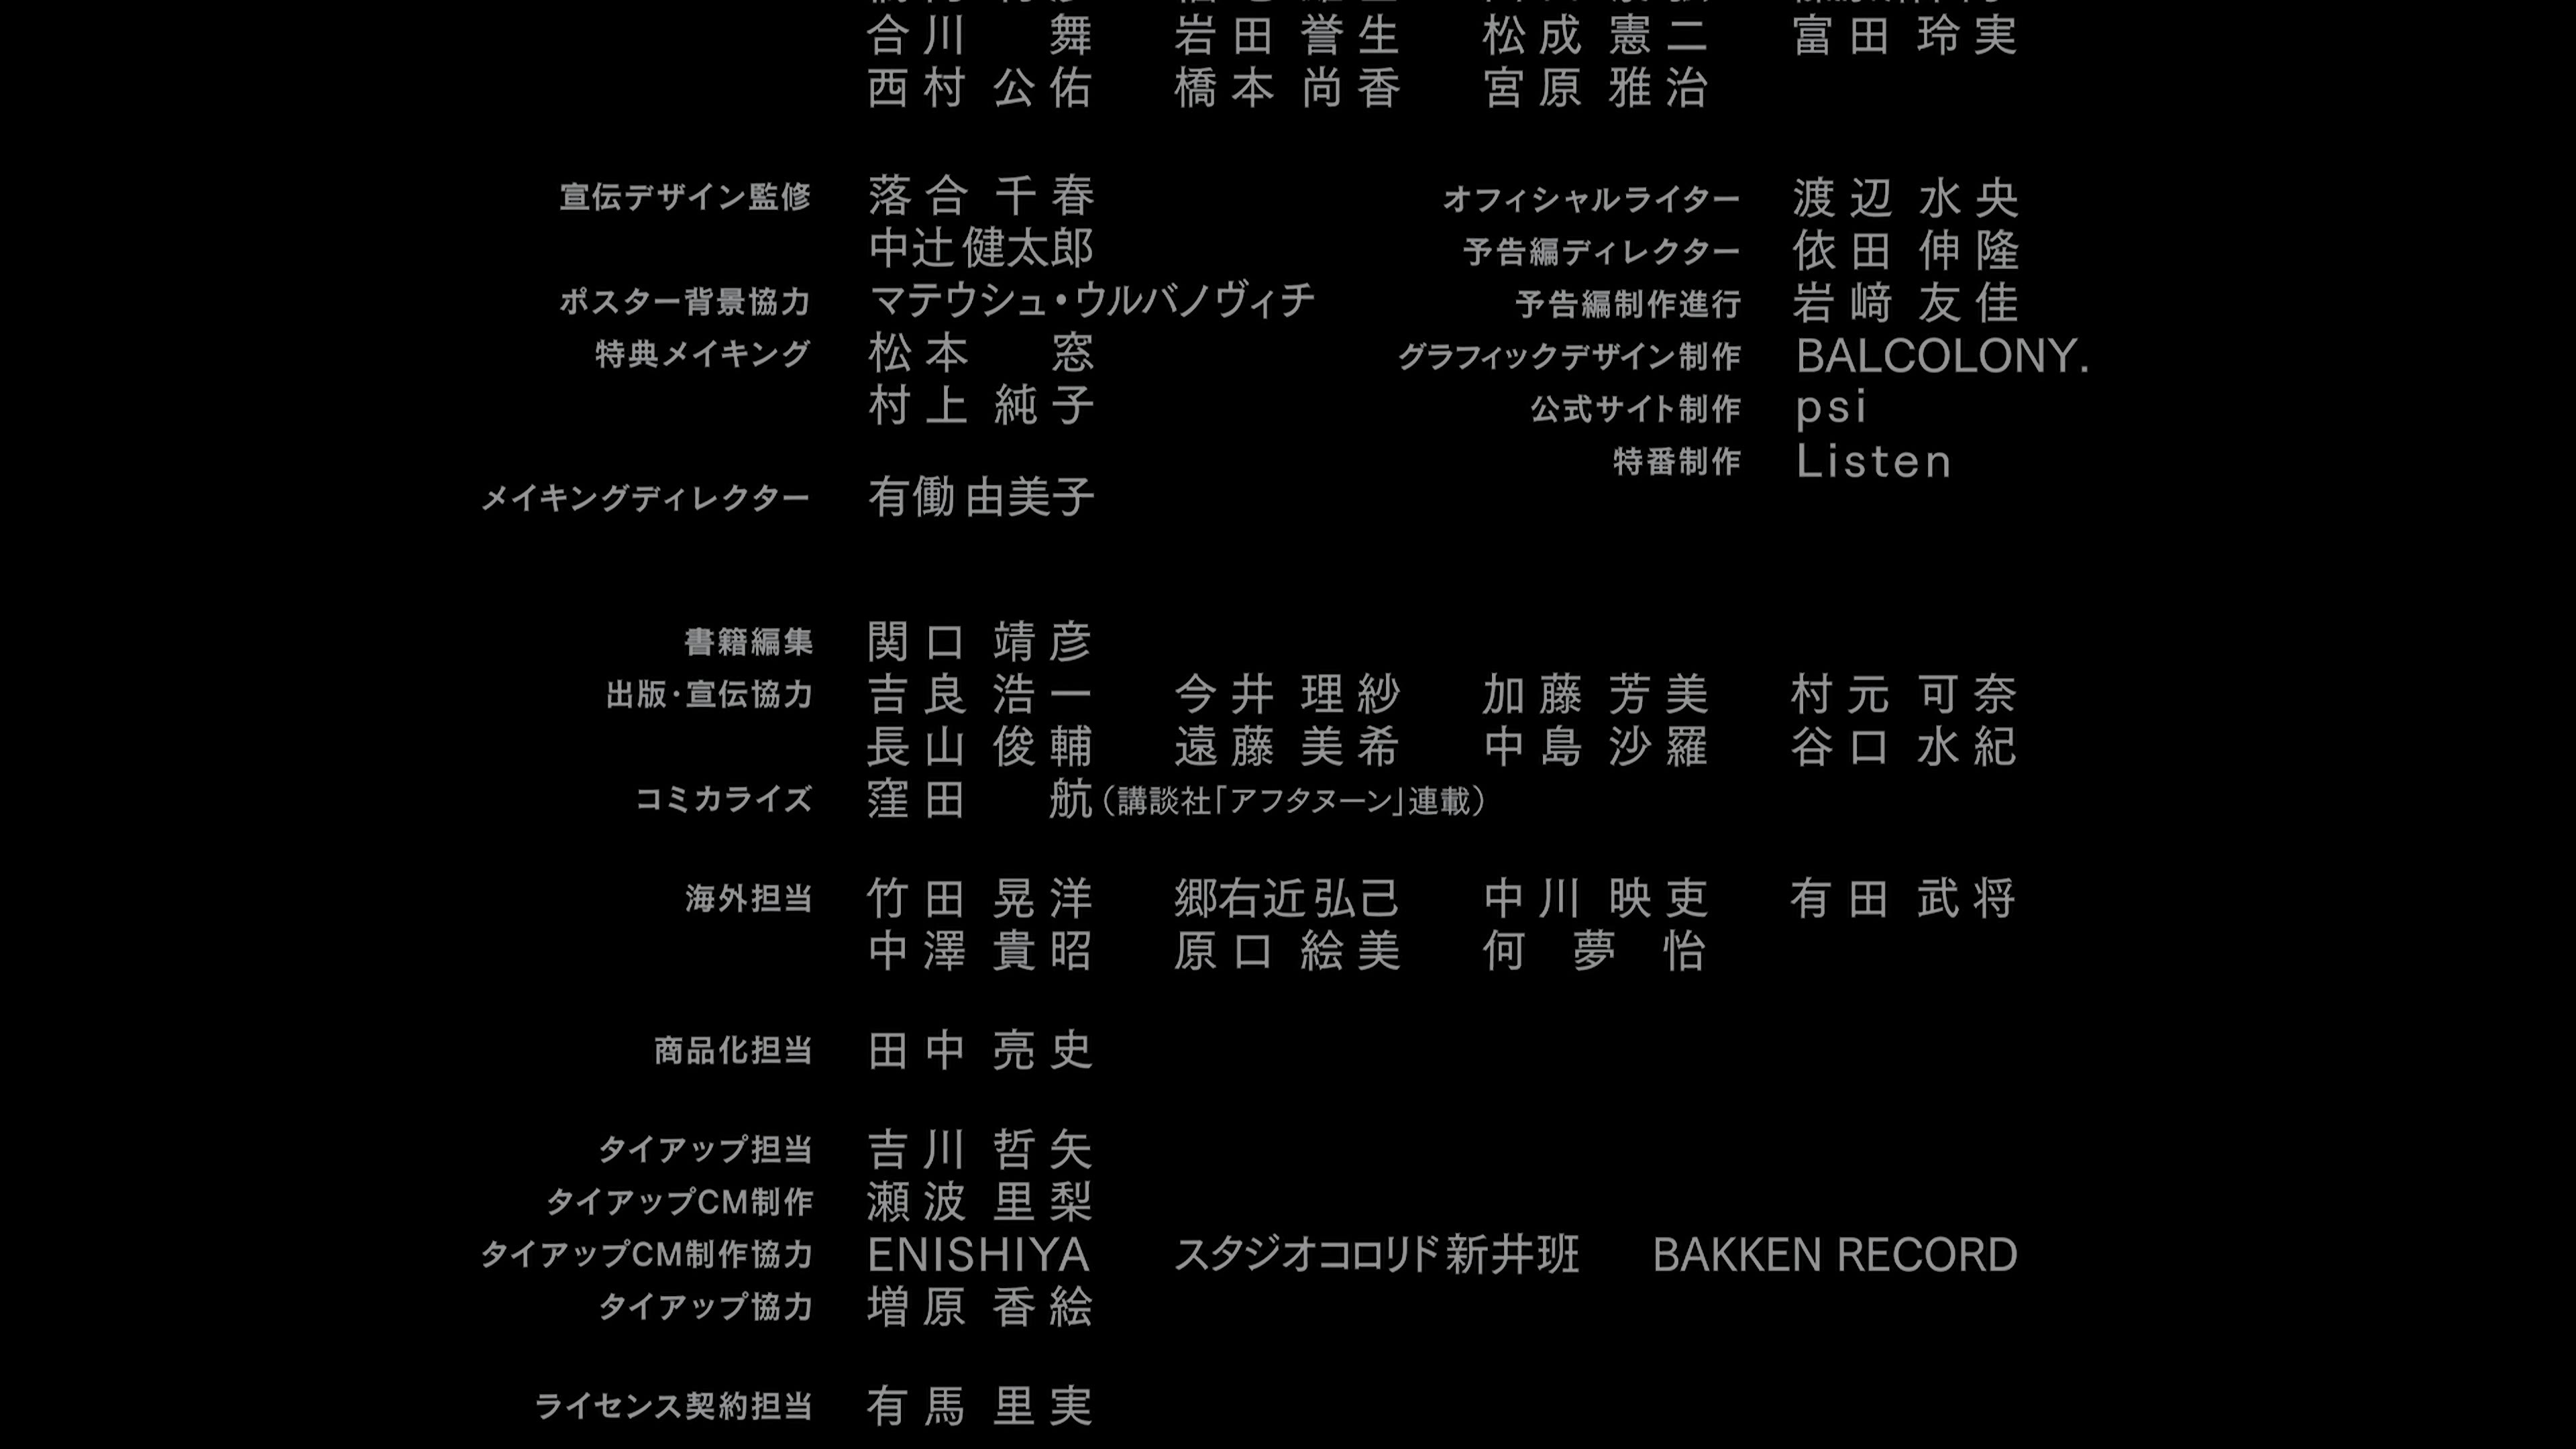 合川 舞 岩田 誉生 松成 憲二 富田 玲実
西村 公佑 橋本 尚香 宮原 雅治
宣伝デザイン監修 落合 千春
中辻 健太郎
ポスター背景協力 マテウシュ・ウルバノヴィチ
特典メイキング 松本 窓
村上 純子
メイキングディレクター 有働 由美子
オフィシャルライター 渡辺 水央
予告編ディレクター 依田 伸隆
予告編制作進行 岩﨑 友佳
グラフィックデザイン制作 BALCOLONY.
公式サイト制作 psi
特番制作 Listen
書籍編集 関口 靖彦
出版・宣伝協力 吉良 浩一 今井 理紗 加藤 芳美 村元 可奈
長山 俊輔 遠藤 美希 中島 沙羅 谷口 水紀
コミカライズ 窪田 航（講談社「アフタヌーン」連載）
海外担当 竹田 晃洋 郷右近 弘己 中川 映吏 有田 武将
中澤 貴昭 原口 絵美 何 夢怡
商品化担当 田中 亮史
タイアップ担当 吉川 哲矢
タイアップCM制作 瀬波 里梨
タイアップCM制作協力 ENISHIYA スタジオコロリド新井班 BAKKEN RECORD
タイアップ協力 増原 香絵
ライセンス契約担当 有馬 里実